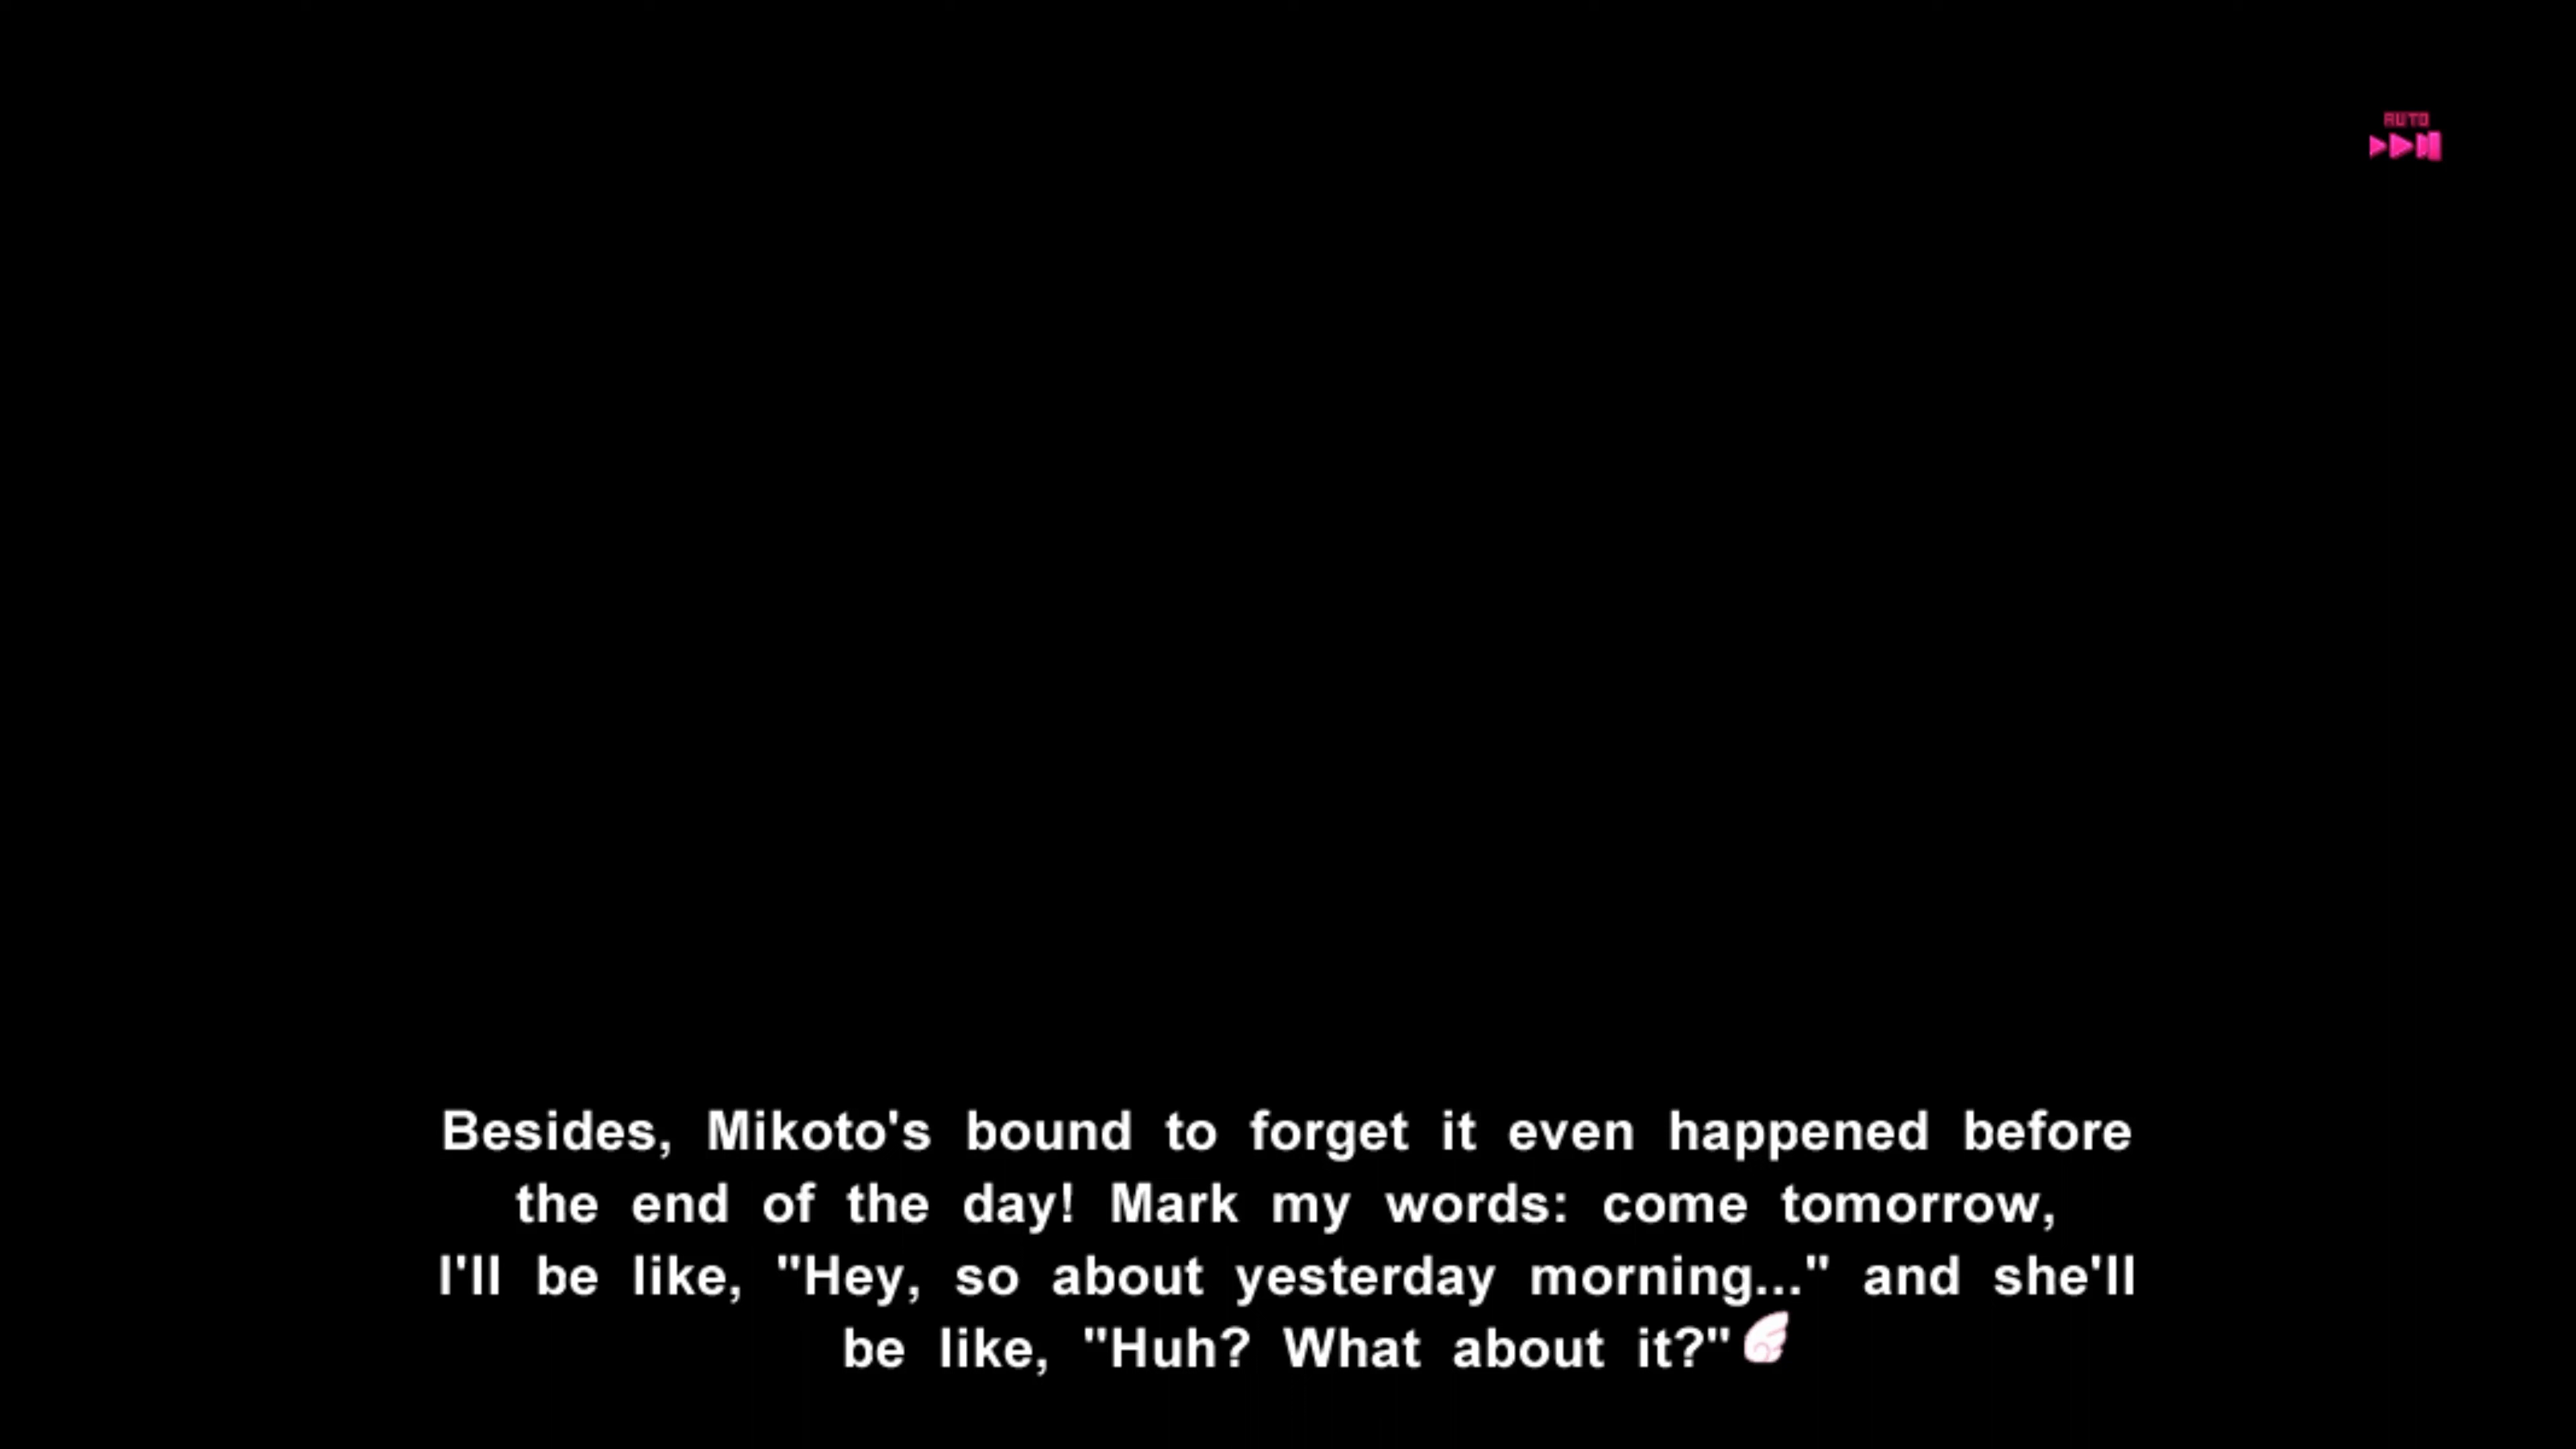 AUTO
Besides, Mikoto's bound to forget it even happened before
the end of the day! Mark my words: come tomorrow,
I'll be like, "Hey, so about yesterday morning..." and she'll
be like, "Huh? What about it?"